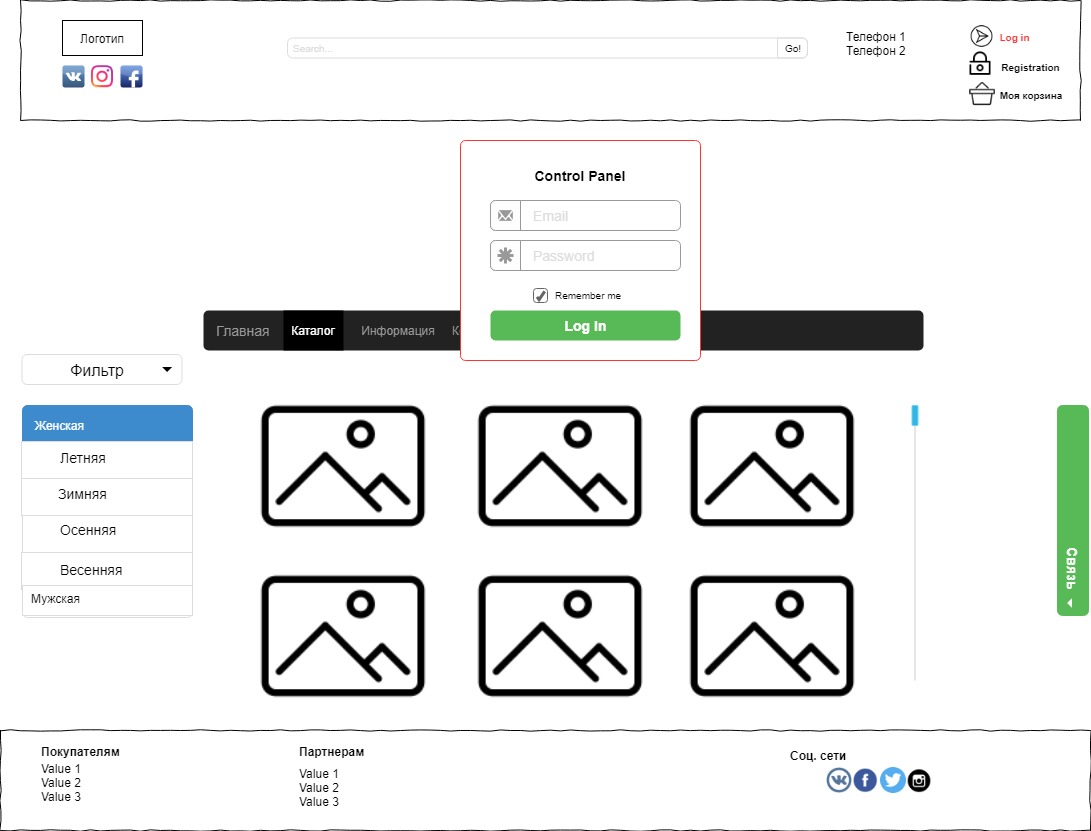 Логотип
Search...
Go!
Телефон 1
Телефон 2
Log in
Registration
Моя корзина
Control Panel
Email
Password
Remember me
Log In
Главная
Каталог
Информация
К
Фильтр
Женская
Летняя
Зимняя
Осенняя
Весенняя
Мужская
Связь
Покупателям
Value 1
Value 2
Value 3
Партнерам
Value 1
Value 2
Value 3
Соц. сети